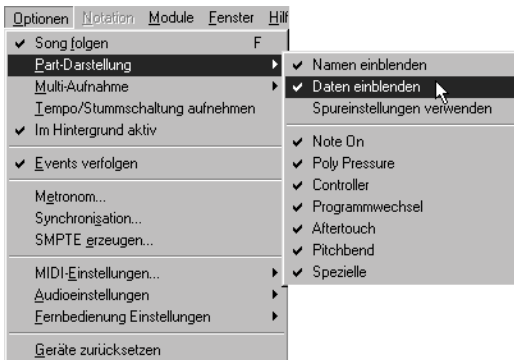 Optionen Notation Module Fenster Hilf
Song folgen F
Part-Darstellung
Multi-Aufnahme
Tempo/Stummschaltung aufnehmen
Im Hintergrund aktiv
Events verfolgen
Metronom...
Synchronisation...
SMPTE erzeugen...
MIDI-Einstellungen...
Audioeinstellungen
Fernbedienung Einstellungen
Geräte zurücksetzen
Namen einblenden
Daten einblenden
Spureinstellungen verwenden
Note On
Poly Pressure
Controller
Programmwechsel
Aftertouch
Pitchbend
Spezielle